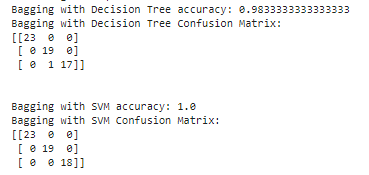 Bagging with Decision Tree accuracy: 0.9833333333333333
Bagging with Decision Tree Confusion Matrix:
[[23  0  0]
 [ 0 19  0]
 [ 0  1 17]]
Bagging with SVM accuracy: 1.0
Bagging with SVM Confusion Matrix:
[[23  0  0]
 [ 0 19  0]
 [ 0  0 18]]